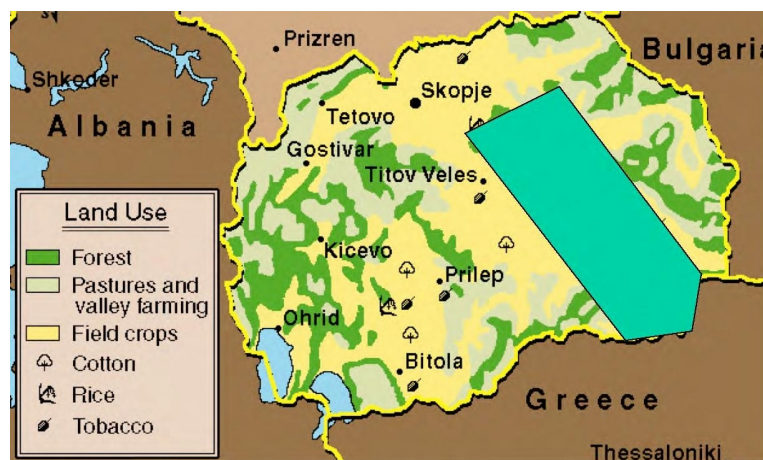 Prizren
Bulgaria
Shkoder
Skopje
Tetovo
Albania
Gostivar
Titov Veles
Land Use
Forest
Pastures and
valley farming
Field crops
Cotton
Rice
Tobacco
Kicevo
Prilep
Ohrid
Bitola
Greece
Thessaloniki